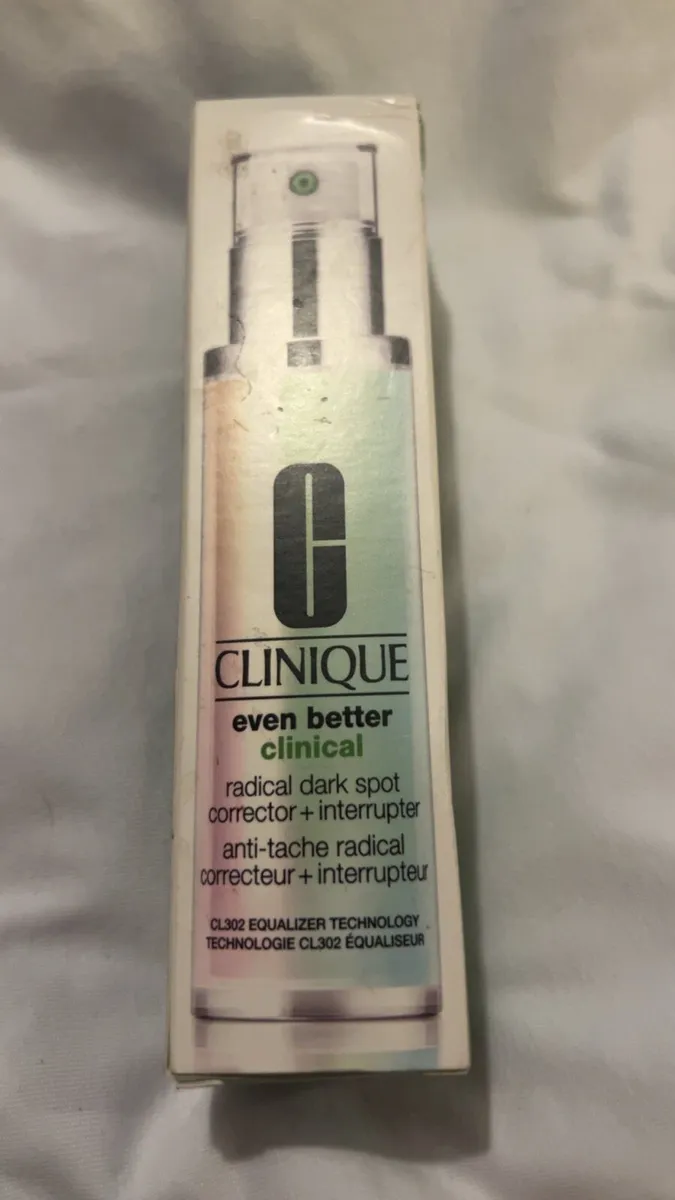 C
CLINIQUE
even better
clinical
radical dark spot
corrector + interrupter
anti-tache radical
correcteur + interrupteur
CL302 EQUALIZER TECHNOLOGY
TECHNOLOGIE CL302 ÉQUALISEUR